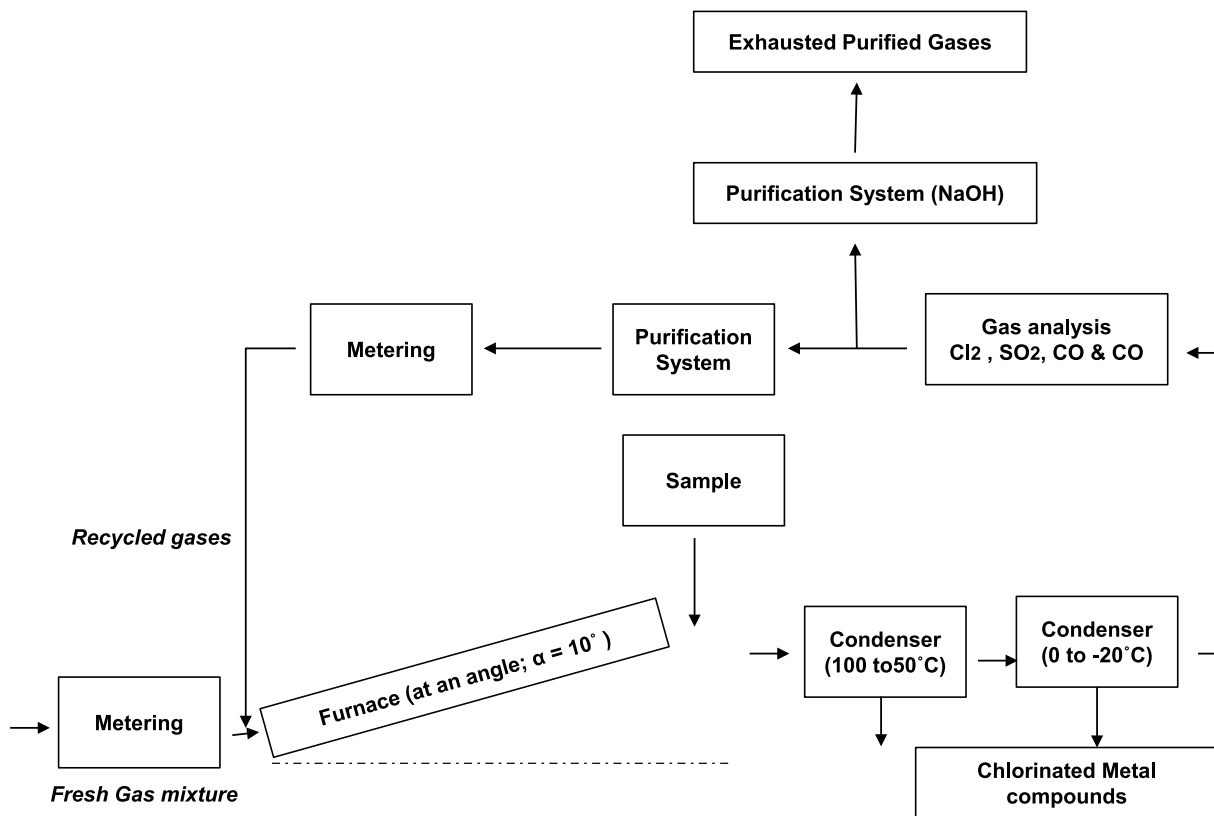 Exhausted Purified Gases
Purification System (NaOH)
Metering
Purification
System
Gas analysis
Cl2 , SO2, CO & CO
Sample
Recycled gases
Furnace (at an angle; α = 10˚ )
Condenser
(100 to50˚C)
Condenser
(0 to -20˚C)
Metering
Fresh Gas mixture
Chlorinated Metal
compounds